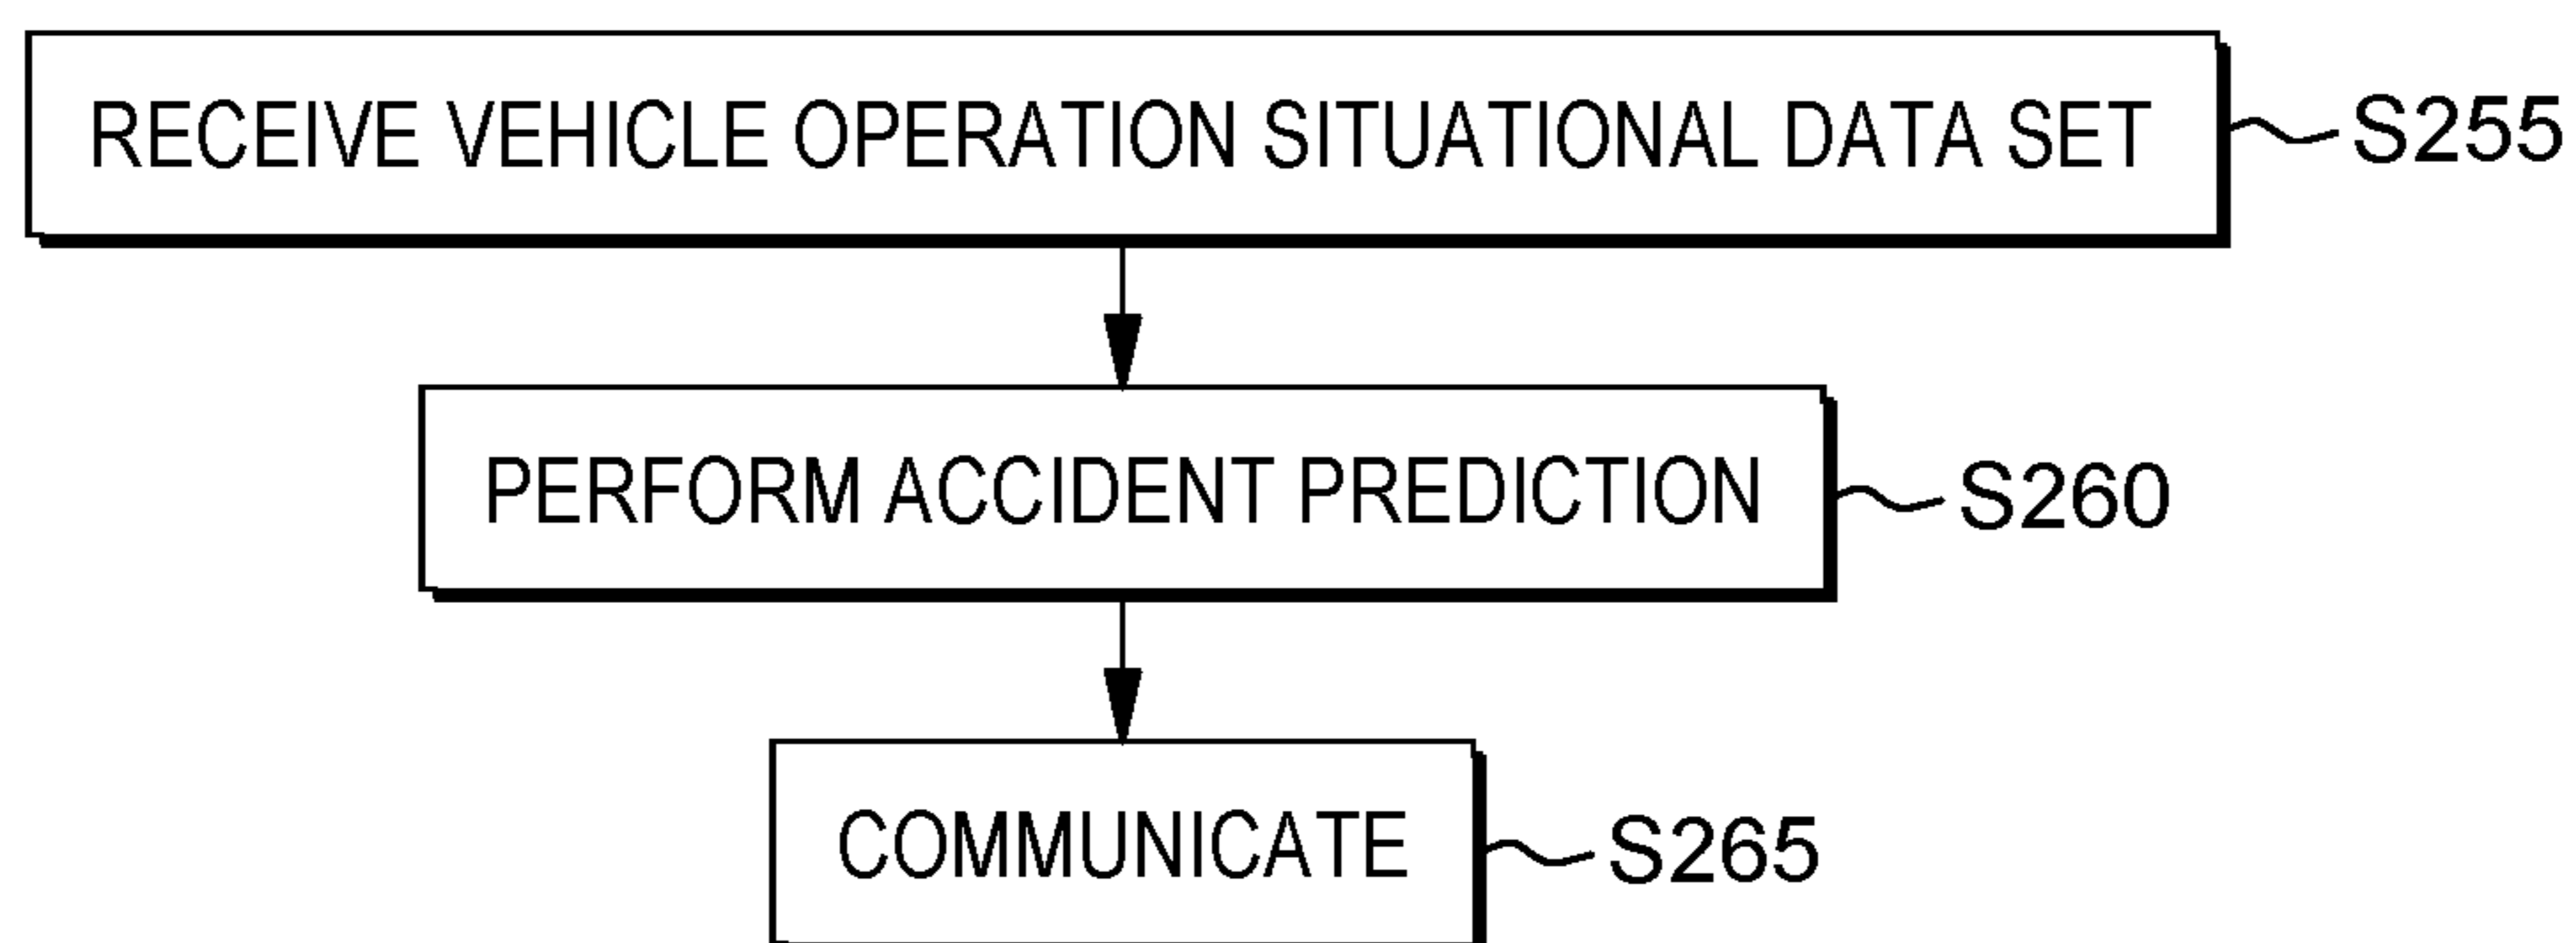 RECEIVE VEHICLE OPERATION SITUATIONAL DATA SET S255
PERFORM ACCIDENT PREDICTION S260
COMMUNICATE S265